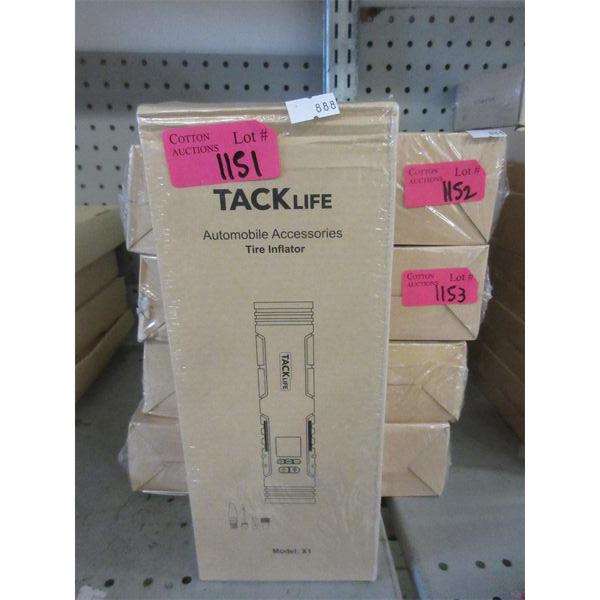 888
COTTON Lot #
AUCTIONS 1151
COTTON Lot #
AUCTIONS 1152
COTTON Lot #
AUCTIONS 1153
TACKLIFE
Automobile Accessories
Tire Inflator
TACKLIFE
Model: X1